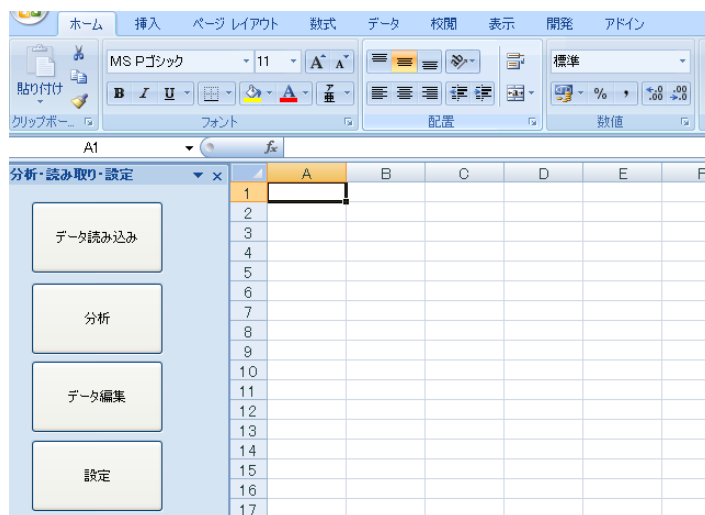 ホーム 挿入 ページ レイアウト 数式 データ 校閲 表示 開発 アドイン
MS Pゴシック 11 A A 標準
貼り付け B I U A 亜 % , .0 .00 .00 .0
クリップボー... フォント 配置 数値
A1 fx
分析・読み取り・設定 A B C D E F
1
2
データ読み込み 3
4
5
6
分析 7
8
9
10
データ編集 11
12
13
14
設定 15
16
17